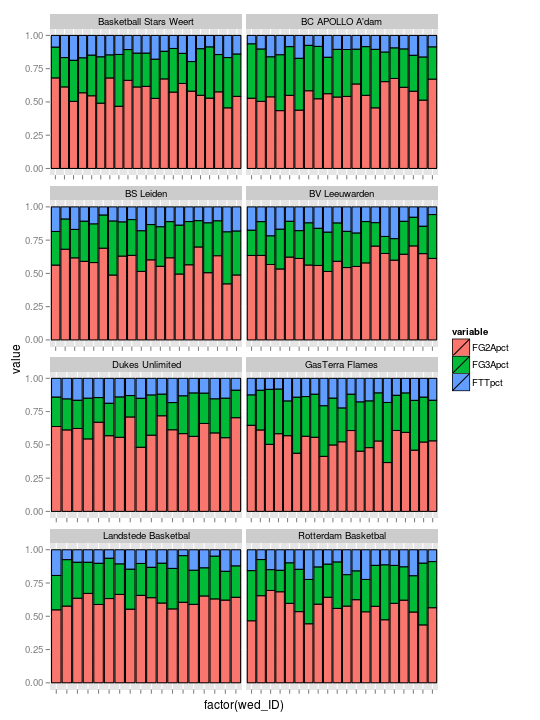 Basketball Stars Weert
BC APOLLO A'dam
1.00
0.75
0.50
0.25
0.00
BS Leiden
BV Leeuwarden
1.00
0.75
0.50
0.25
0.00
Dukes Unlimited
GasTerra Flames
1.00
0.75
0.50
0.25
0.00
Landstede Basketbal
Rotterdam Basketbal
1.00
0.75
0.50
0.25
0.00
value
factor(wed_ID)
variable
FG2Apct
FG3Apct
FTTpct